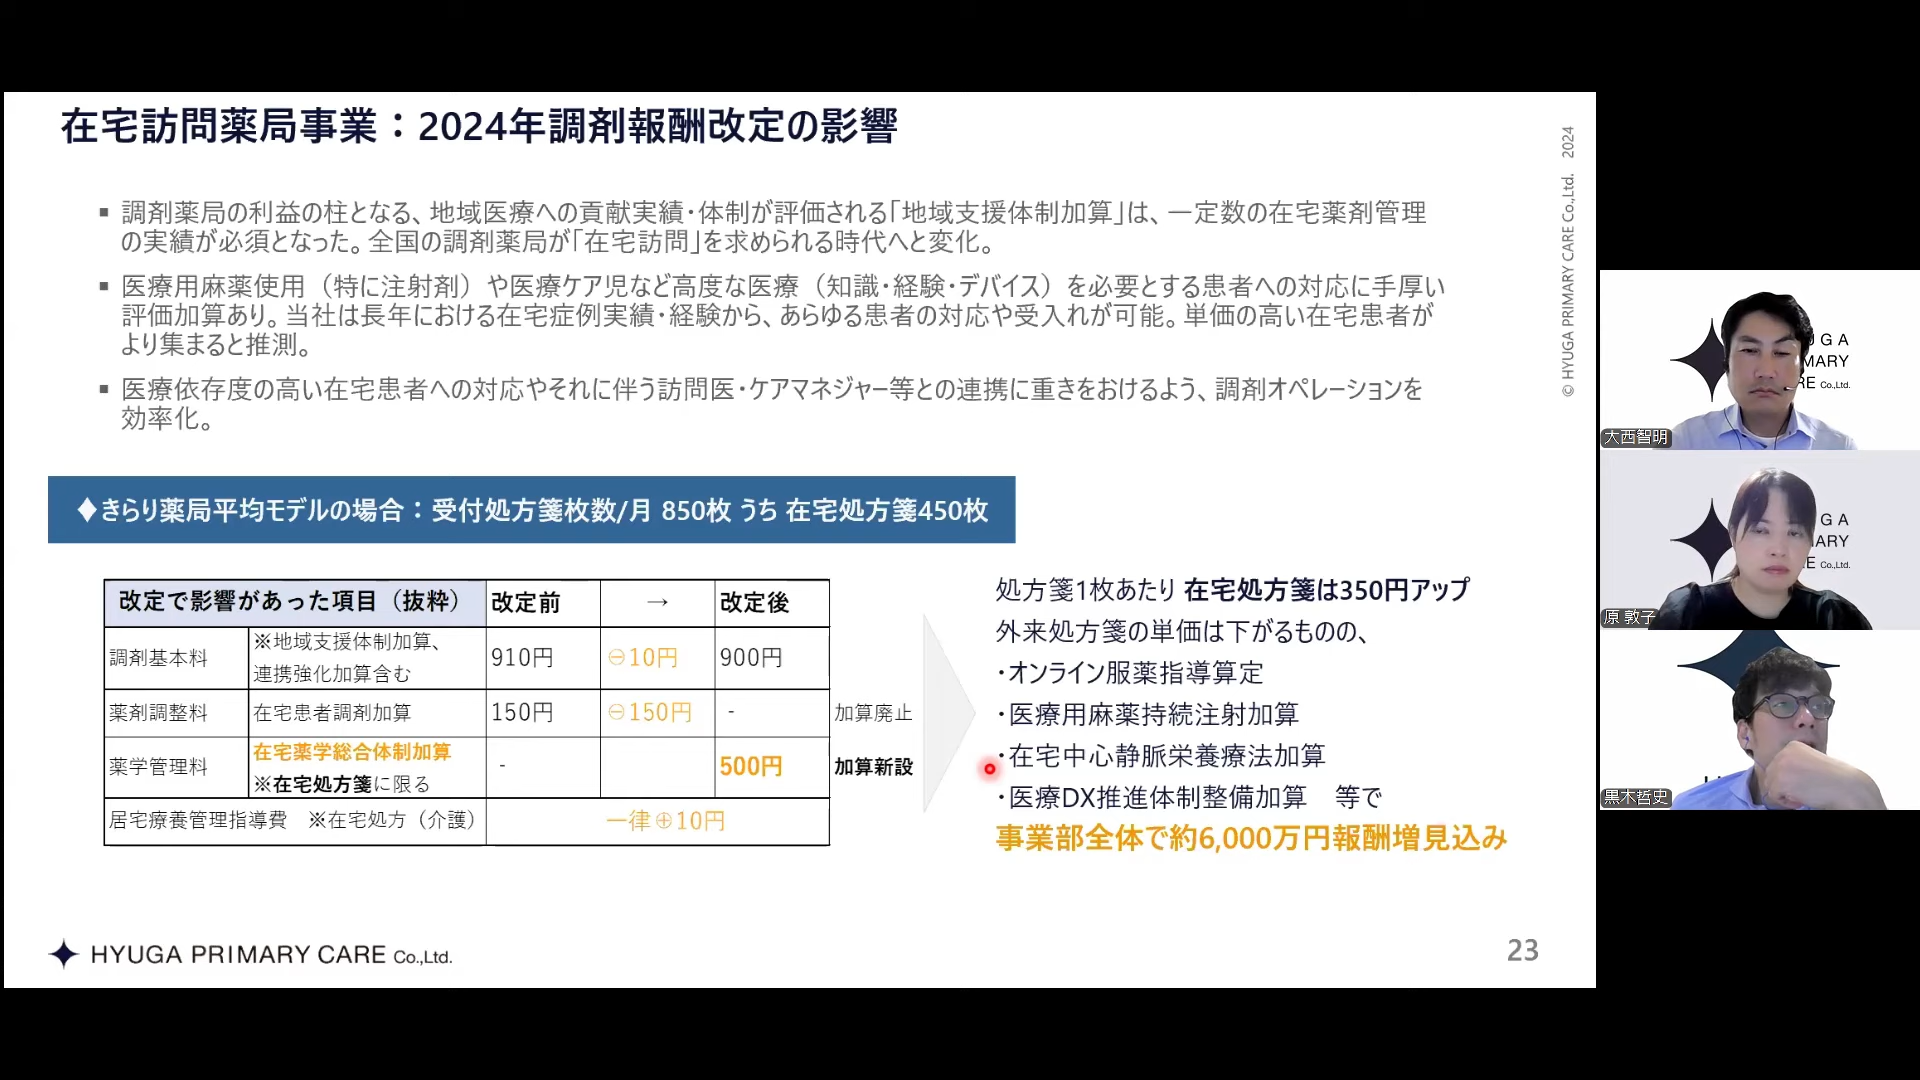 在宅訪問薬局事業：2024年調剤報酬改定の影響
© HYUGA PRIMARY CARE Co.,Ltd. 2024
▪ 調剤薬局の利益の柱となる、地域医療への貢献実績・体制が評価される「地域支援体制加算」は、一定数の在宅薬剤管理
の実績が必須となった。全国の調剤薬局が「在宅訪問」を求められる時代へと変化。
▪ 医療用麻薬使用（特に注射剤）や医療ケア児など高度な医療（知識・経験・デバイス）を必要とする患者への対応に手厚い
評価加算あり。当社は長年における在宅症例実績・経験から、あらゆる患者の対応や受入れが可能。単価の高い在宅患者が
より集まると推測。
▪ 医療依存度の高い在宅患者への対応やそれに伴う訪問医・ケアマネジャー等との連携に重きをおけるよう、調剤オペレーションを
効率化。
♦きらり薬局平均モデルの場合：受付処方箋枚数/月 850枚 うち 在宅処方箋450枚
改定で影響があった項目（抜粋） 改定前 → 改定後
調剤基本料 ※地域支援体制加算、
連携強化加算含む 910円 ⊖10円 900円
薬剤調整料 在宅患者調剤加算 150円 ⊖150円 - 加算廃止
薬学管理料 在宅薬学総合体制加算
※在宅処方箋に限る - 500円 加算新設
居宅療養管理指導費 ※在宅処方（介護） 一律⊕10円
処方箋1枚あたり 在宅処方箋は350円アップ
外来処方箋の単価は下がるものの、
・オンライン服薬指導算定
・医療用麻薬持続注射加算
・在宅中心静脈栄養療法加算
・医療DX推進体制整備加算 等で
事業部全体で約6,000万円報酬増見込み
HYUGA PRIMARY CARE Co.,Ltd.
23
大西智明
原 敦子
黒木哲史